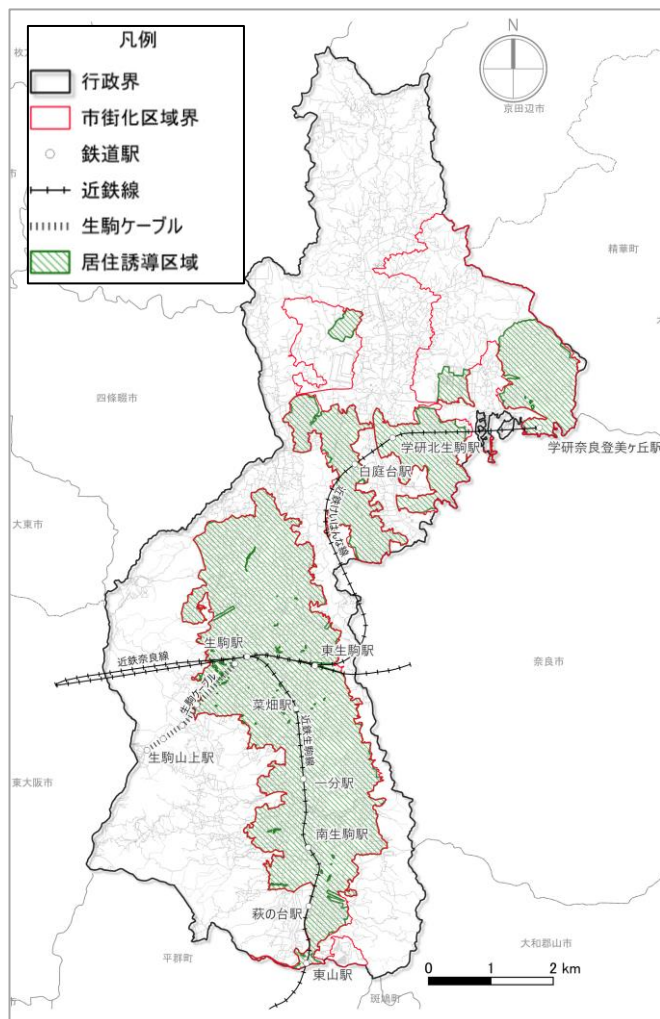 凡例
行政界
市街化区域界
鉄道駅
近鉄線
生駒ケーブル
居住誘導区域
N
京田辺市
精華町
四條畷市
学研北生駒駅
学研奈良登美ヶ丘駅
白庭台駅
近鉄けいはんな線
大東市
生駒駅
東生駒駅
近鉄奈良線
奈良市
生駒ケーブル
菜畑駅
近鉄生駒線
生駒山上駅
東大阪市
一分駅
南生駒駅
萩の台駅
大和郡山市
平群町
東山駅
0 1 2 km
斑鳩町